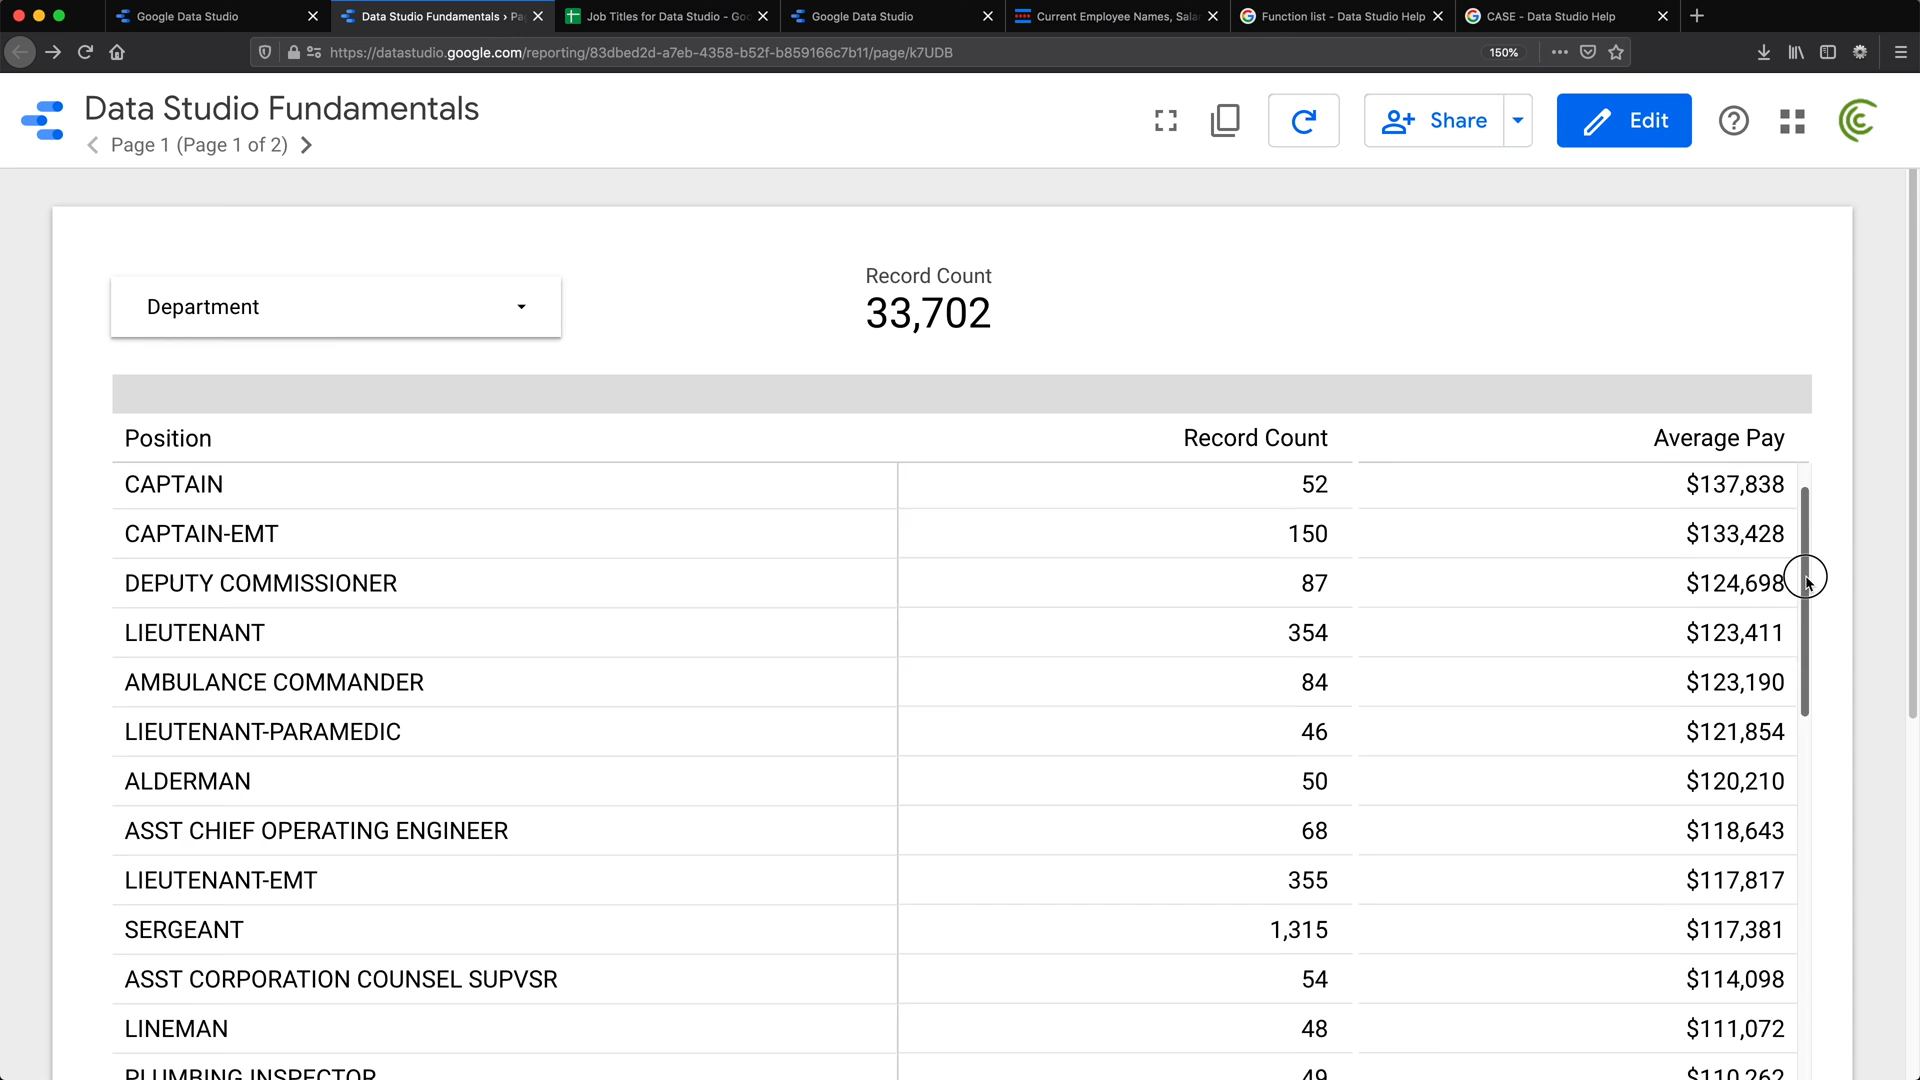 Google Data Studio
Data Studio Fundamentals › Pa
Job Titles for Data Studio - Goo
Google Data Studio
Current Employee Names, Sala
Function list - Data Studio Help
CASE - Data Studio Help
https://datastudio.google.com/reporting/83dbed2d-a7eb-4358-b52f-b859166c7b11/page/k7UDB
150%
Data Studio Fundamentals
Page 1 (Page 1 of 2)
Share
Edit
Department
Record Count
33,702
Position Record Count Average Pay
CAPTAIN 52 $137,838
CAPTAIN-EMT 150 $133,428
DEPUTY COMMISSIONER 87 $124,698
LIEUTENANT 354 $123,411
AMBULANCE COMMANDER 84 $123,190
LIEUTENANT-PARAMEDIC 46 $121,854
ALDERMAN 50 $120,210
ASST CHIEF OPERATING ENGINEER 68 $118,643
LIEUTENANT-EMT 355 $117,817
SERGEANT 1,315 $117,381
ASST CORPORATION COUNSEL SUPVSR 54 $114,098
LINEMAN 48 $111,072
PLUMBING INSPECTOR 49 $110,262